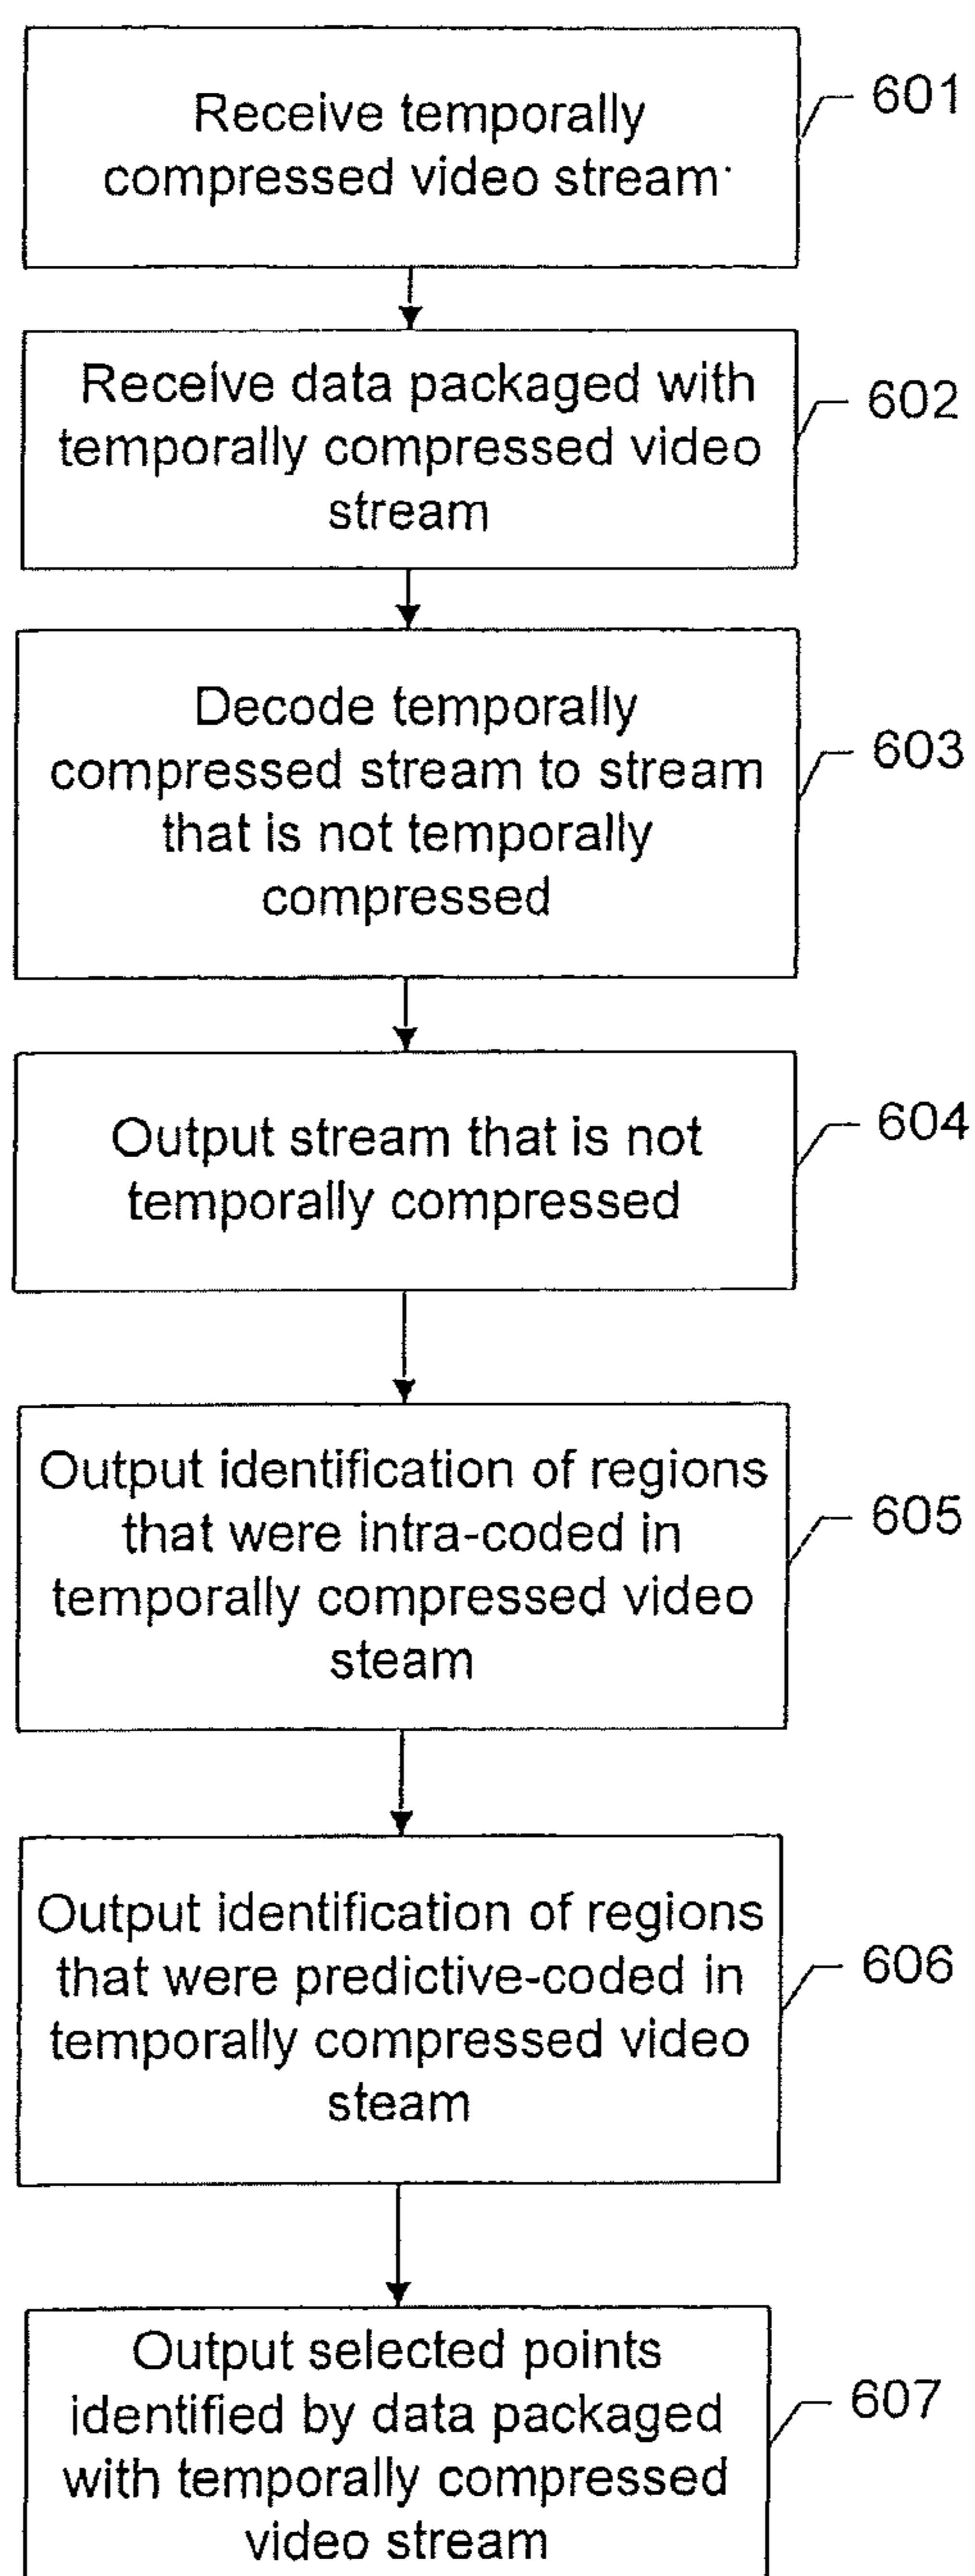 Receive temporally
compressed video stream
601
Receive data packaged with
temporally compressed video
stream
602
Decode temporally
compressed stream to stream
that is not temporally
compressed
603
Output stream that is not
temporally compressed
604
Output identification of regions
that were intra-coded in
temporally compressed video
steam
605
Output identification of regions
that were predictive-coded in
temporally compressed video
steam
606
Output selected points
identified by data packaged
with temporally compressed
video stream
607